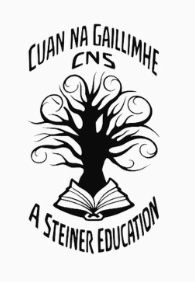 CUAN NA GAILLIMHE
CNS
A STEINER EDUCATION